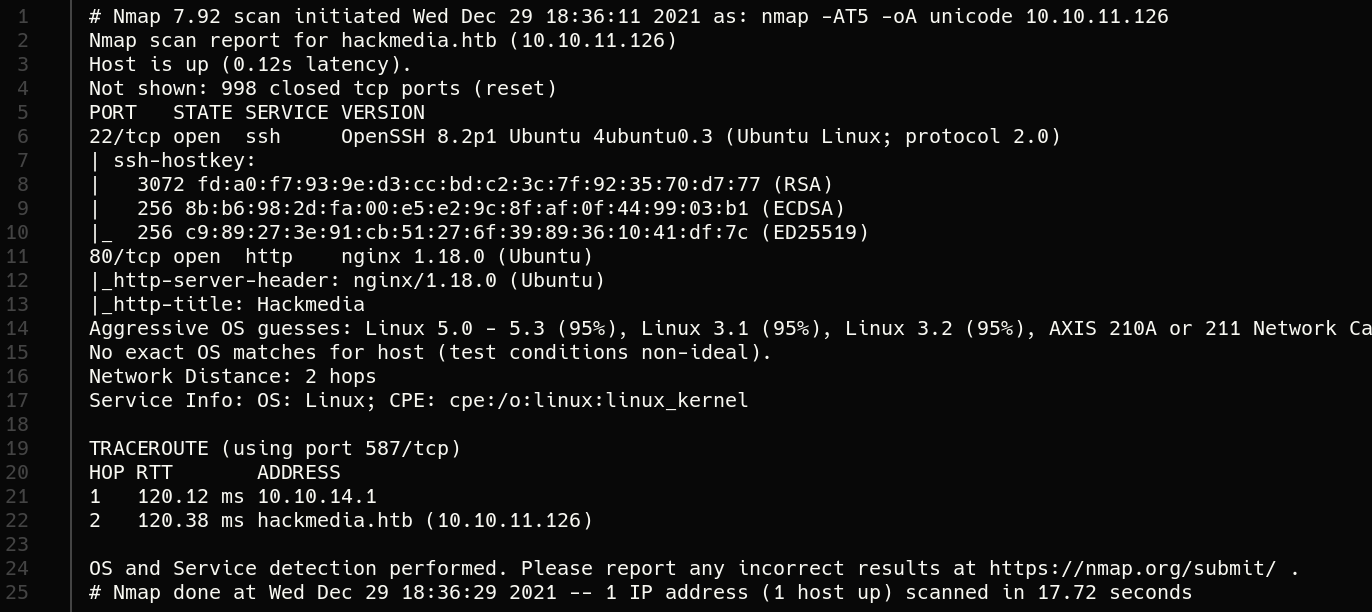 1 # Nmap 7.92 scan initiated Wed Dec 29 18:36:11 2021 as: nmap -AT5 -oA unicode 10.10.11.126
2 Nmap scan report for hackmedia.htb (10.10.11.126)
3 Host is up (0.12s latency).
4 Not shown: 998 closed tcp ports (reset)
5 PORT   STATE SERVICE VERSION
6 22/tcp open  ssh     OpenSSH 8.2p1 Ubuntu 4ubuntu0.3 (Ubuntu Linux; protocol 2.0)
7 | ssh-hostkey:
8 |   3072 fd:a0:f7:93:9e:d3:cc:bd:c2:3c:7f:92:35:70:d7:77 (RSA)
9 |   256 8b:b6:98:2d:fa:00:e5:e2:9c:8f:af:0f:44:99:03:b1 (ECDSA)
10 |_  256 c9:89:27:3e:91:cb:51:27:6f:39:89:36:10:41:df:7c (ED25519)
11 80/tcp open  http    nginx 1.18.0 (Ubuntu)
12 |_http-server-header: nginx/1.18.0 (Ubuntu)
13 |_http-title: Hackmedia
14 Aggressive OS guesses: Linux 5.0 - 5.3 (95%), Linux 3.1 (95%), Linux 3.2 (95%), AXIS 210A or 211 Network Ca
15 No exact OS matches for host (test conditions non-ideal).
16 Network Distance: 2 hops
17 Service Info: OS: Linux; CPE: cpe:/o:linux:linux_kernel
18
19 TRACEROUTE (using port 587/tcp)
20 HOP RTT       ADDRESS
21 1   120.12 ms 10.10.14.1
22 2   120.38 ms hackmedia.htb (10.10.11.126)
23
24 OS and Service detection performed. Please report any incorrect results at https://nmap.org/submit/ .
25 # Nmap done at Wed Dec 29 18:36:29 2021 -- 1 IP address (1 host up) scanned in 17.72 seconds